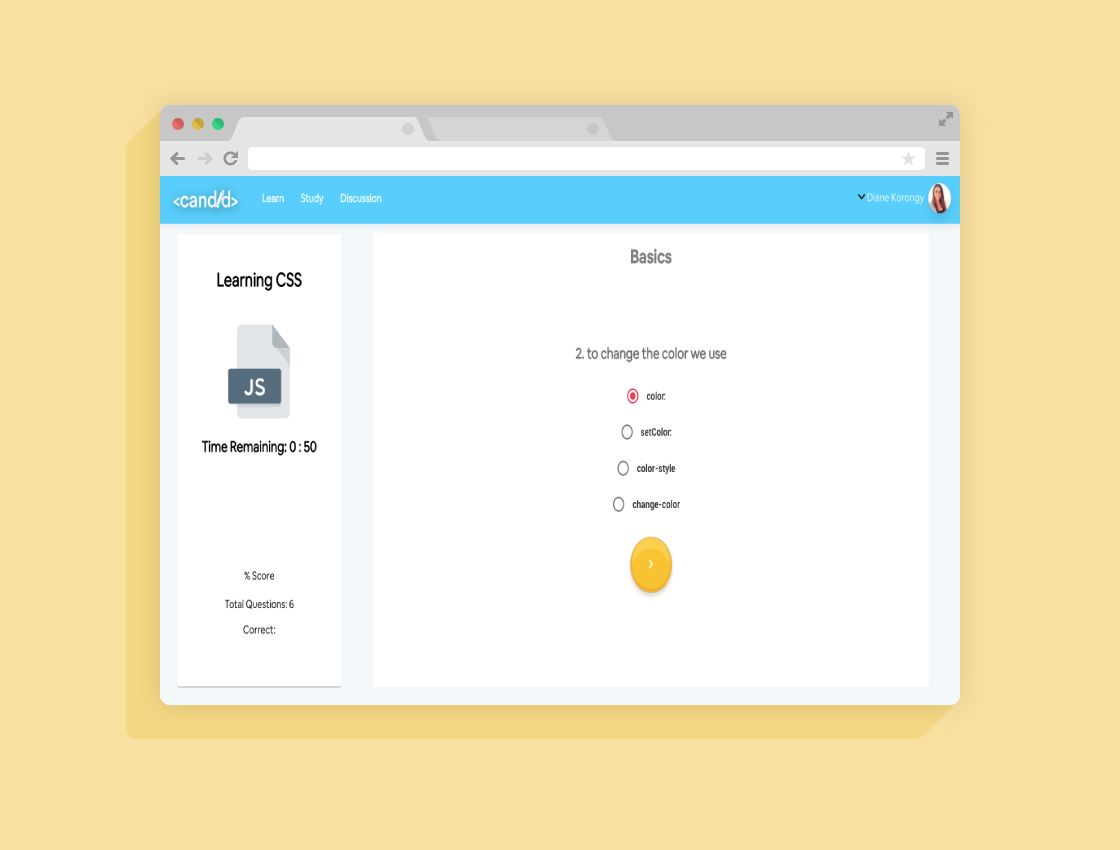 <cand/d>
Learn Study Discussion
Diane Korongy
Learning CSS
JS
Time Remaining: 0 : 50
% Score
Total Questions: 6
Correct:
Basics
2. to change the color we use
color:
setColor:
color-style
change-color